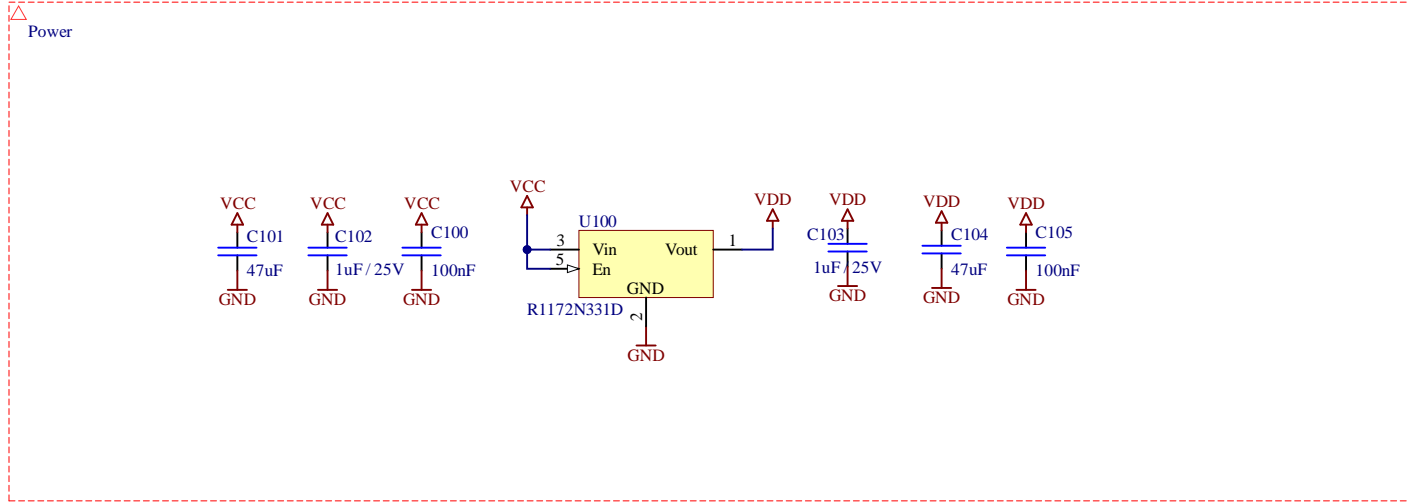 Power
VCC
C101
47uF
GND
VCC
C102
1uF/25V
GND
VCC
C100
100nF
GND
VCC
U100
3
Vin
Vout
1
5
En
GND
R1172N331D
2
GND
VDD
VDD
C103
1uF/25V
GND
VDD
C104
47uF
GND
VDD
C105
100nF
GND